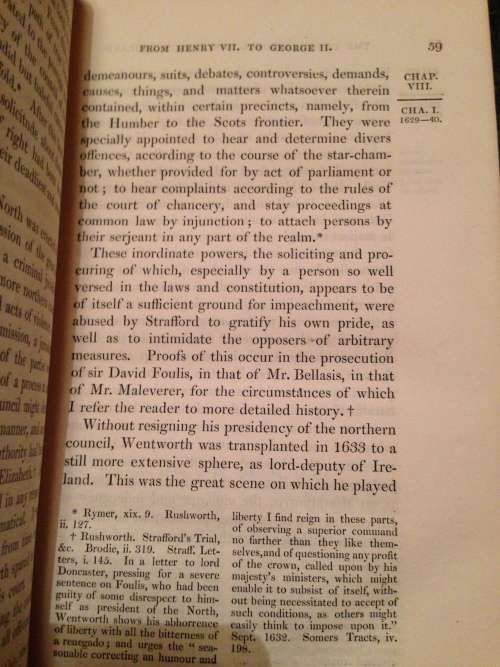 FROM HENRY VII. TO GEORGE II. 59
CHAP.
VIII.
CHA. I.
1629—40.
demeanours, suits, debates, controversies, demands,
causes, things, and matters whatsoever therein
contained, within certain precincts, namely, from
the Humber to the Scots frontier. They were
specially appointed to hear and determine divers
offences, according to the course of the star-cham-
ber, whether provided for by act of parliament or
not; to hear complaints according to the rules of
the court of chancery, and stay proceedings at
common law by injunction; to attach persons by
their serjeant in any part of the realm.*
These inordinate powers, the soliciting and pro-
curing of which, especially by a person so well
versed in the laws and constitution, appears to be
of itself a sufficient ground for impeachment, were
abused by Strafford to gratify his own pride, as
well as to intimidate the opposers of arbitrary
measures. Proofs of this occur in the prosecution
of sir David Foulis, in that of Mr. Bellasis, in that
of Mr. Maleverer, for the circumstances of which
I refer the reader to more detailed history. †
Without resigning his presidency of the northern
council, Wentworth was transplanted in 1633 to a
still more extensive sphere, as lord-deputy of Ire-
land. This was the great scene on which he played
* Rymer, xix. 9. Rushworth,
ii. 127.
† Rushworth. Strafford's Trial,
&c. Brodie, ii. 319. Straff. Let-
ters, i. 145. In a letter to lord
Doncaster, pressing for a severe
sentence on Foulis, who had been
guilty of some disrespect to him-
self as president of the North,
Wentworth shows his abhorrence
of liberty with all the bitterness of
a renegado; and urges the "sea-
sonable correcting an humour and
liberty I find reign in these parts,
of observing a superior command
no farther than they like them-
selves, and of questioning any profit
of the crown, called upon by his
majesty's ministers, which might
enable it to subsist of itself, with-
out being necessitated to accept of
such conditions, as others might
easily think to impose upon it."
Sept. 1632. Somers Tracts, iv.
198.